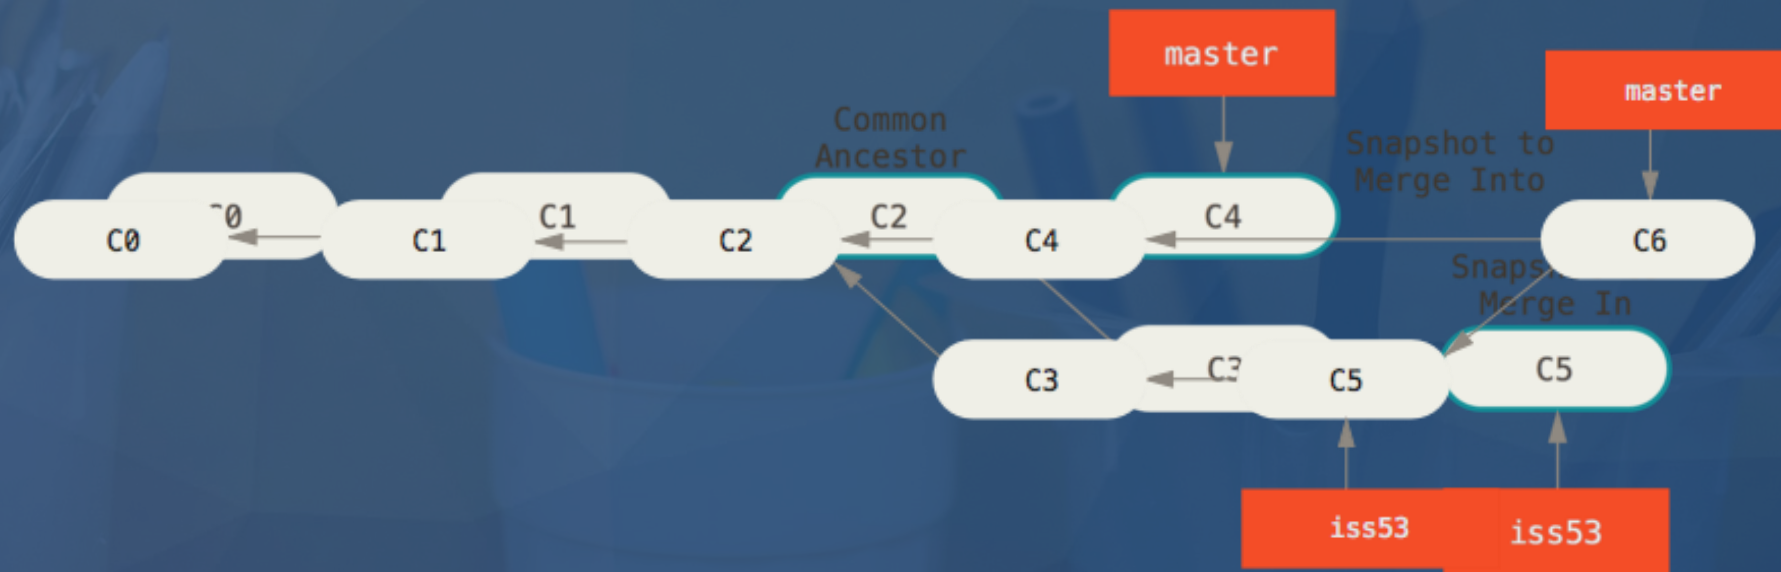 master
master
Common
Ancestor
Snapshot to
Merge Into
C0
C1
C1
C2
C2
C4
C4
C6
C0
Merge In
C3
C5
C5
iss53
iss53